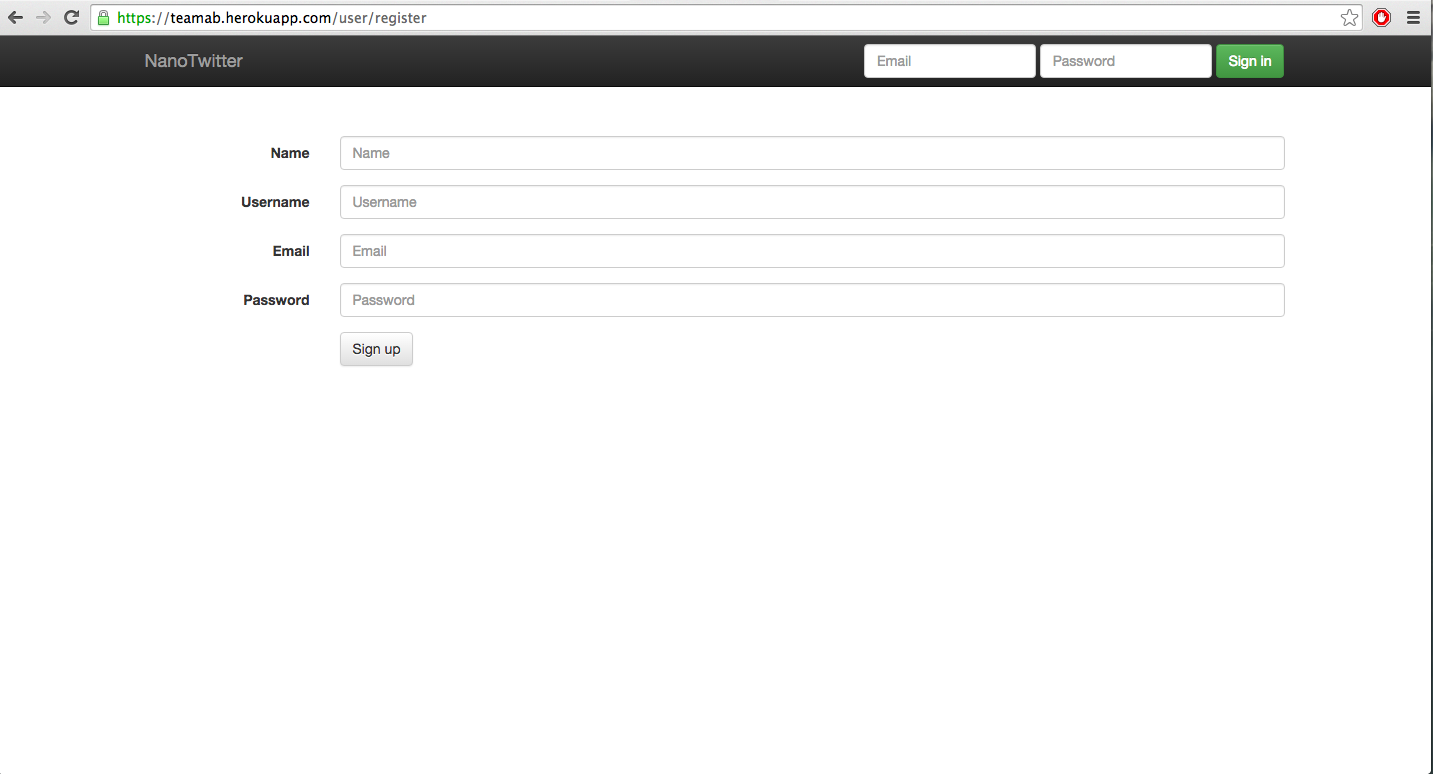 https://teamab.herokuapp.com/user/register
NanoTwitter Email Password Sign in
Name Name
Username Username
Email Email
Password Password
Sign up